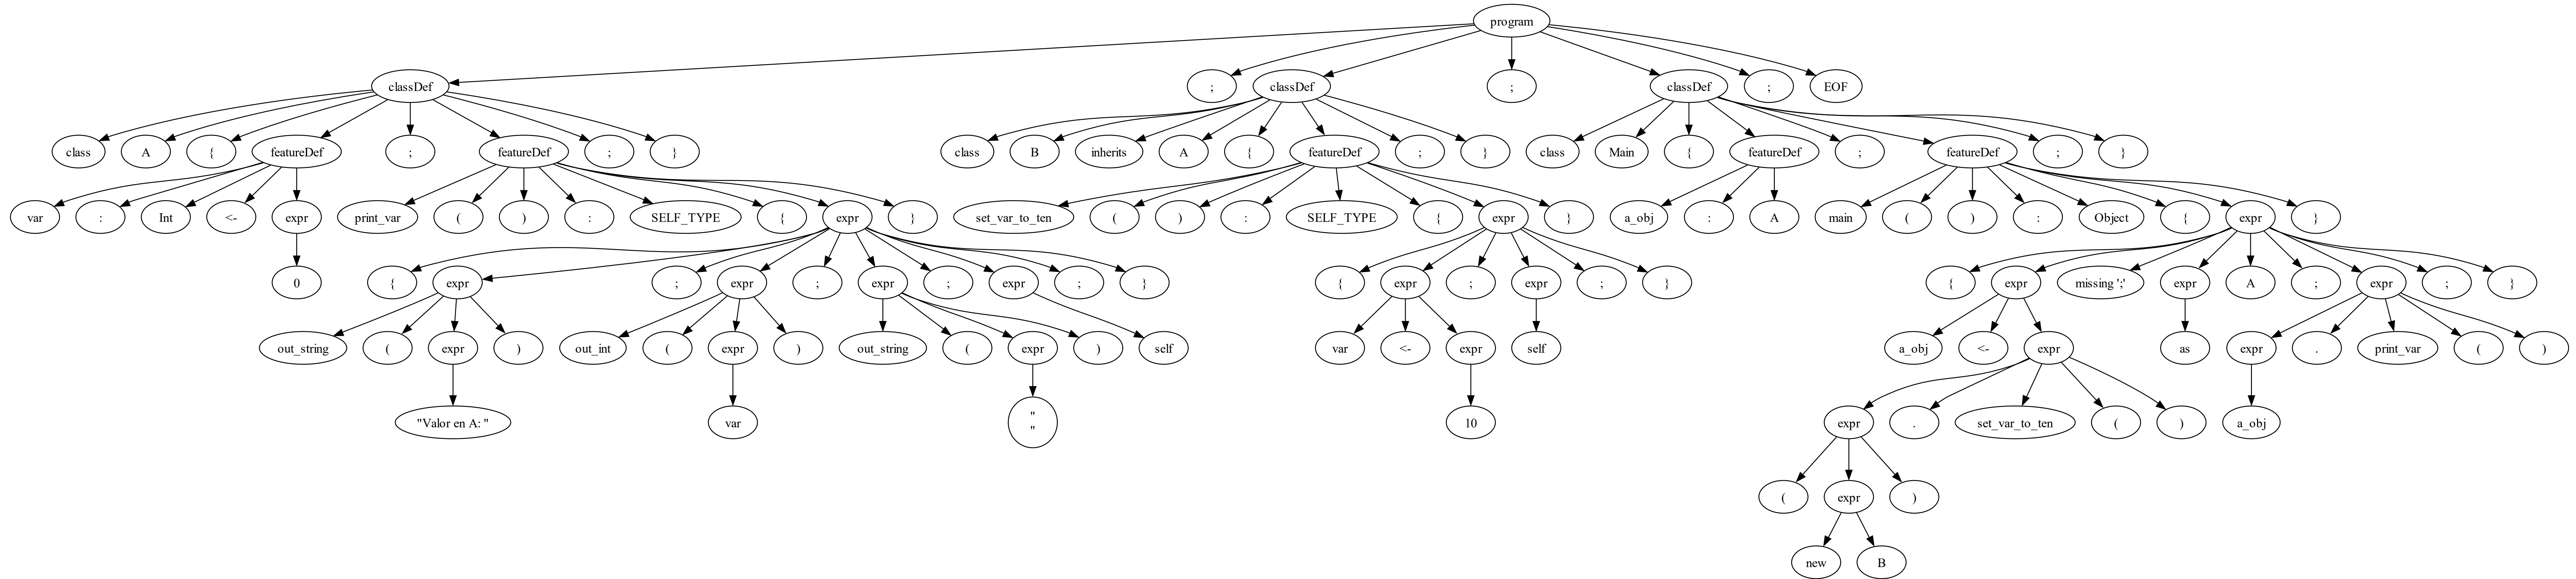 program
classDef
;
classDef
;
classDef
;
EOF
class
A
{
featureDef
;
featureDef
;
}
class
B
inherits
A
{
featureDef
;
}
class
Main
{
featureDef
;
featureDef
;
}
var
:
Int
<-
expr
print_var
(
)
:
SELF_TYPE
{
expr
}
set_var_to_ten
(
)
:
SELF_TYPE
{
expr
}
a_obj
:
A
main
(
)
:
Object
{
expr
}
0
{
expr
;
expr
;
expr
;
expr
;
}
{
expr
;
expr
;
}
{
expr
missing ';'
expr
A
;
expr
;
}
out_string
(
expr
)
out_int
(
expr
)
out_string
(
expr
)
self
var
<-
expr
self
a_obj
<-
expr
as
expr
.
print_var
(
)
"Valor en A: "
var
"
"
10
expr
.
set_var_to_ten
(
)
a_obj
(
expr
)
new
B